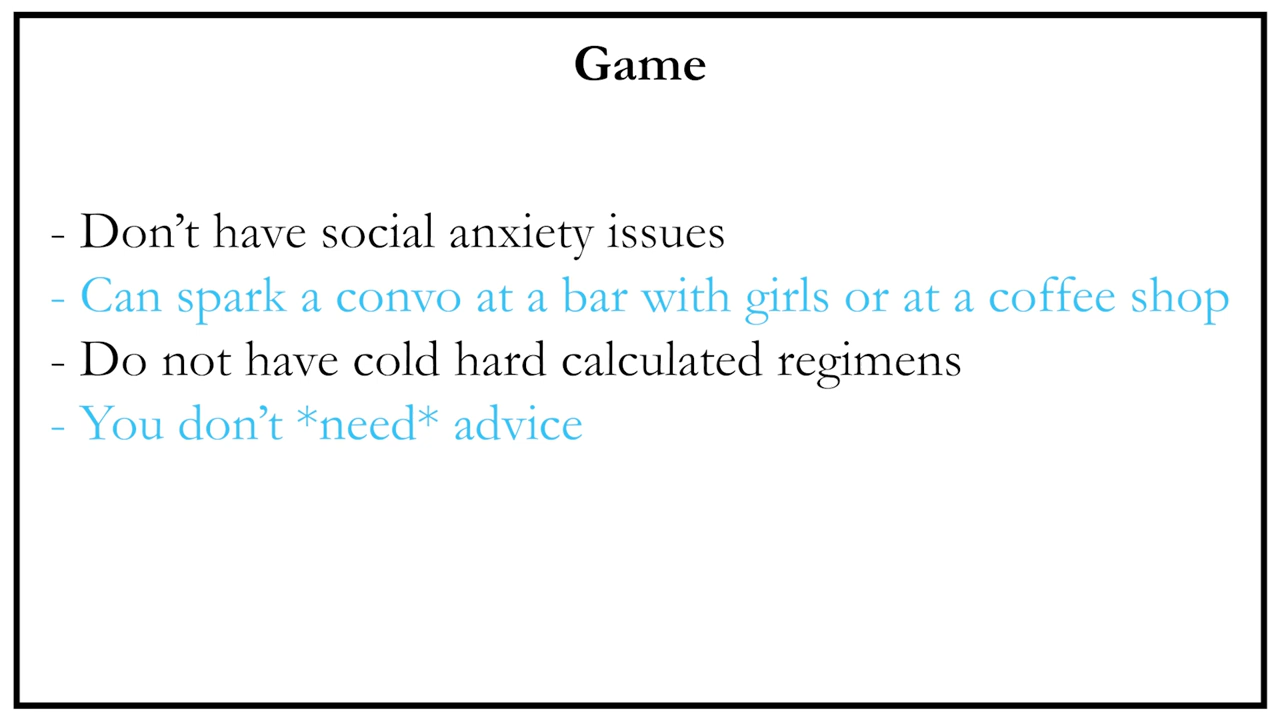 Game
- Don’t have social anxiety issues
- Can spark a convo at a bar with girls or at a coffee shop
- Do not have cold hard calculated regimens
- You don’t *need* advice